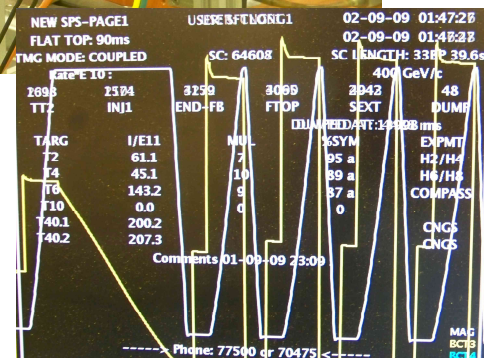 NEW SPS-PAGE1 02-09-09 01:47:26
FLAT TOP: 90ms 02-09-09
TMG MODE: COUPLED SC: 64608 SC LENGTH: 33BP 39.6s
Rate*E10: 400 GeV/c
48
TT2 INJ1 END-FB FTOP SEXT DUMP
TARG I/E11 MUL %SYM EXPMT
T2 61.1 7 95 a H2/H4
T4 45.1 10 89 a H6/H8
T6 143.2 9 87 a COMPASS
T10 0.0 0 0
T40.1 200.2 CNGS
T40.2 207.3 CNGS
Comments 01-09-09 23:09
-----> Phone: 77500 or 70475 <-----
MAG
BCT3
BCT4